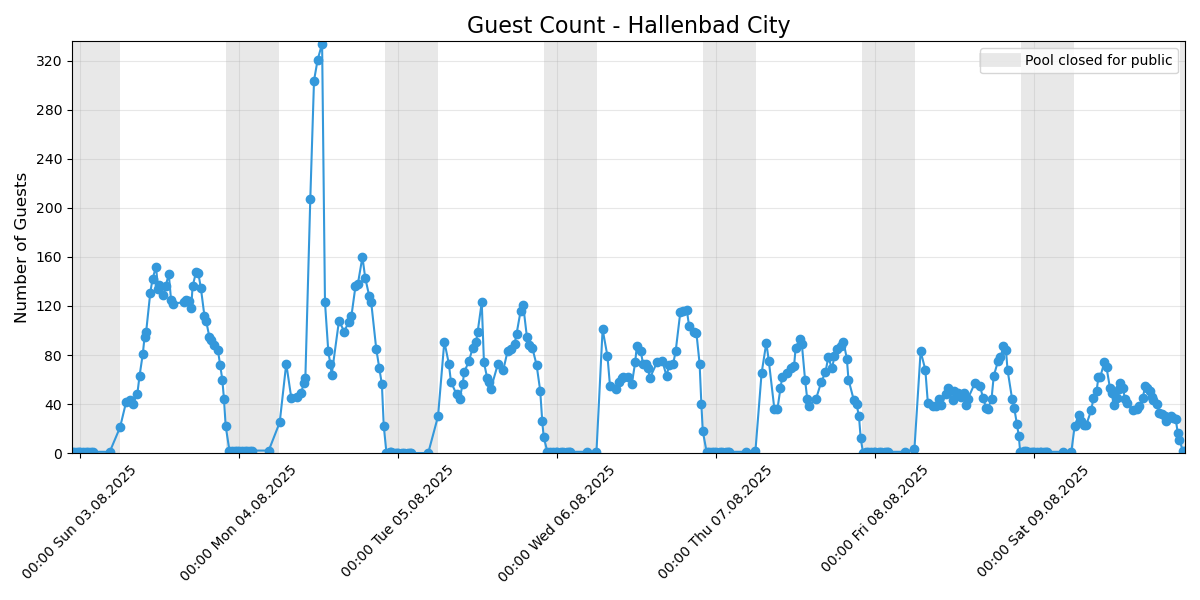 Guest Count - Hallenbad City
Pool closed for public
Number of Guests
320
280
240
200
160
120
80
40
0
00:00 Sun 03.08.2025
00:00 Mon 04.08.2025
00:00 Tue 05.08.2025
00:00 Wed 06.08.2025
00:00 Thu 07.08.2025
00:00 Fri 08.08.2025
00:00 Sat 09.08.2025